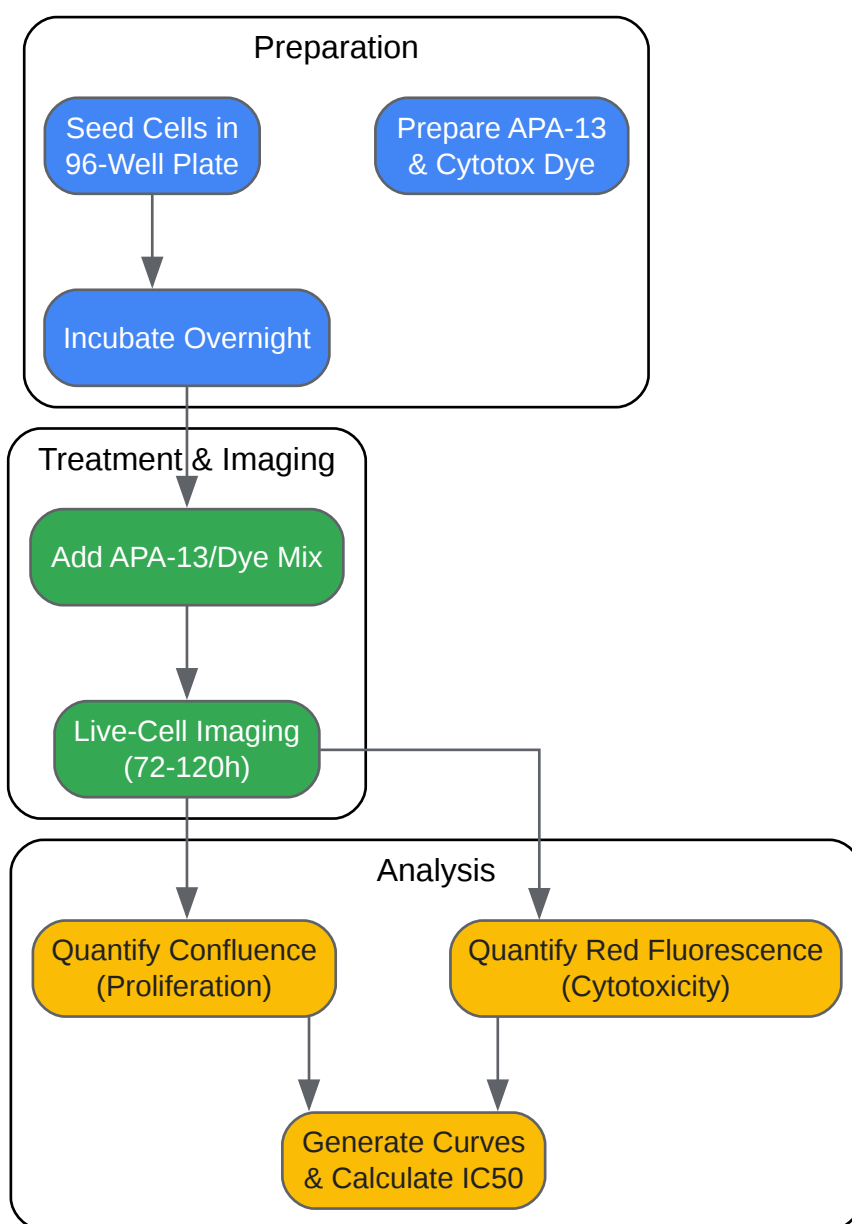 Preparation
Seed Cells in
96-Well Plate
Prepare APA-13
& Cytotox Dye
Incubate Overnight
Treatment & Imaging
Add APA-13/Dye Mix
Live-Cell Imaging
(72-120h)
Analysis
Quantify Confluence
(Proliferation)
Quantify Red Fluorescence
(Cytotoxicity)
Generate Curves
& Calculate IC50